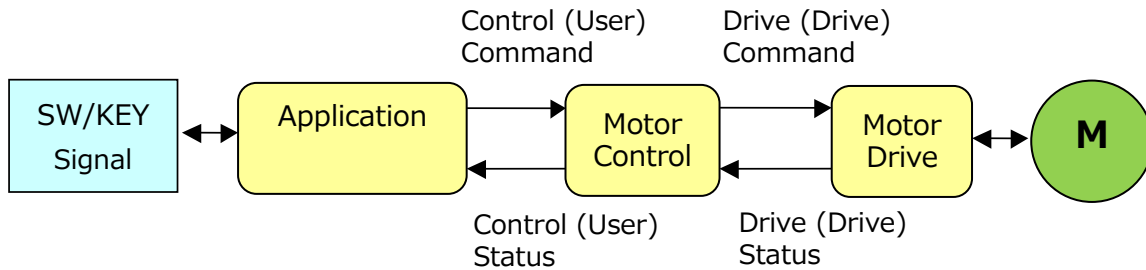 Control (User)
Command
Drive (Drive)
Command
SW/KEY
Signal
Application
Motor
Control
Motor
Drive
M
Control (User)
Status
Drive (Drive)
Status